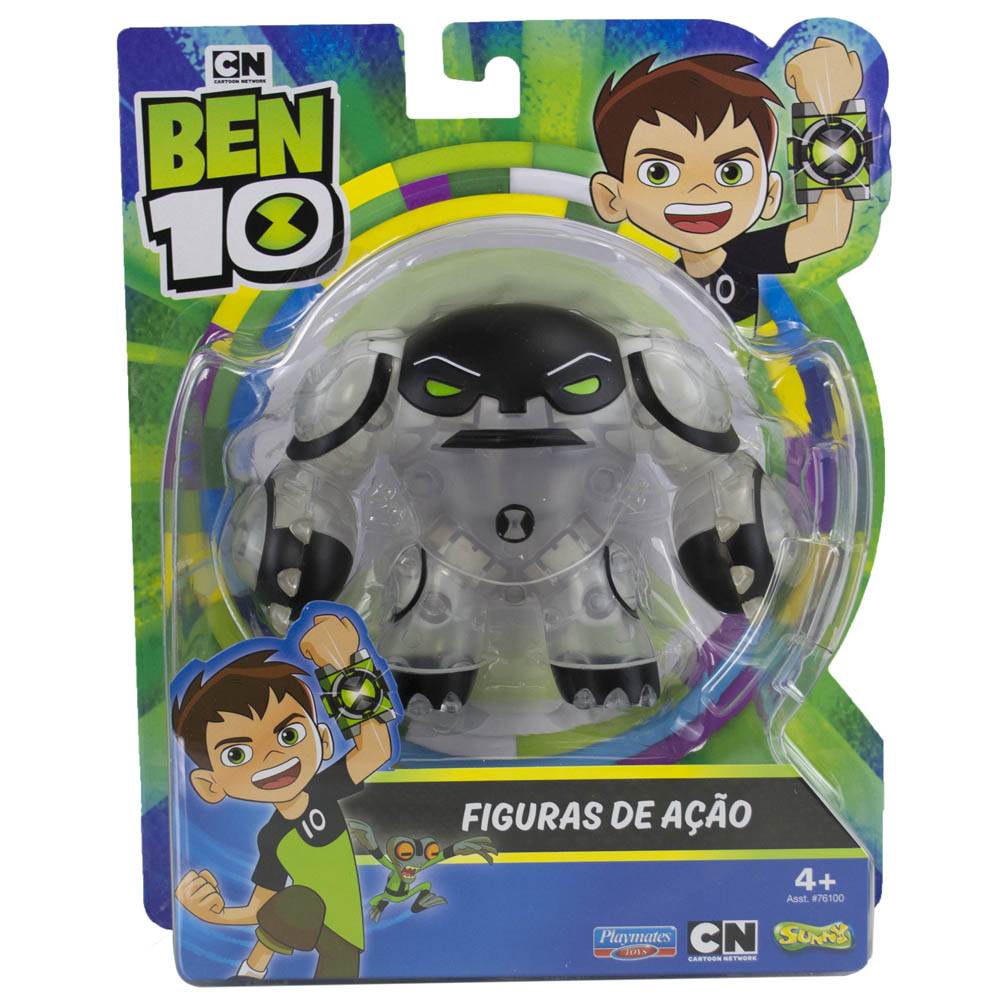 CN
CARTOON NETWORK
BEN
10
10
10
FIGURAS DE AÇÃO
4+
Asst. #76100
Playmates
TOYS
CN
CARTOON NETWORK
SUNNY